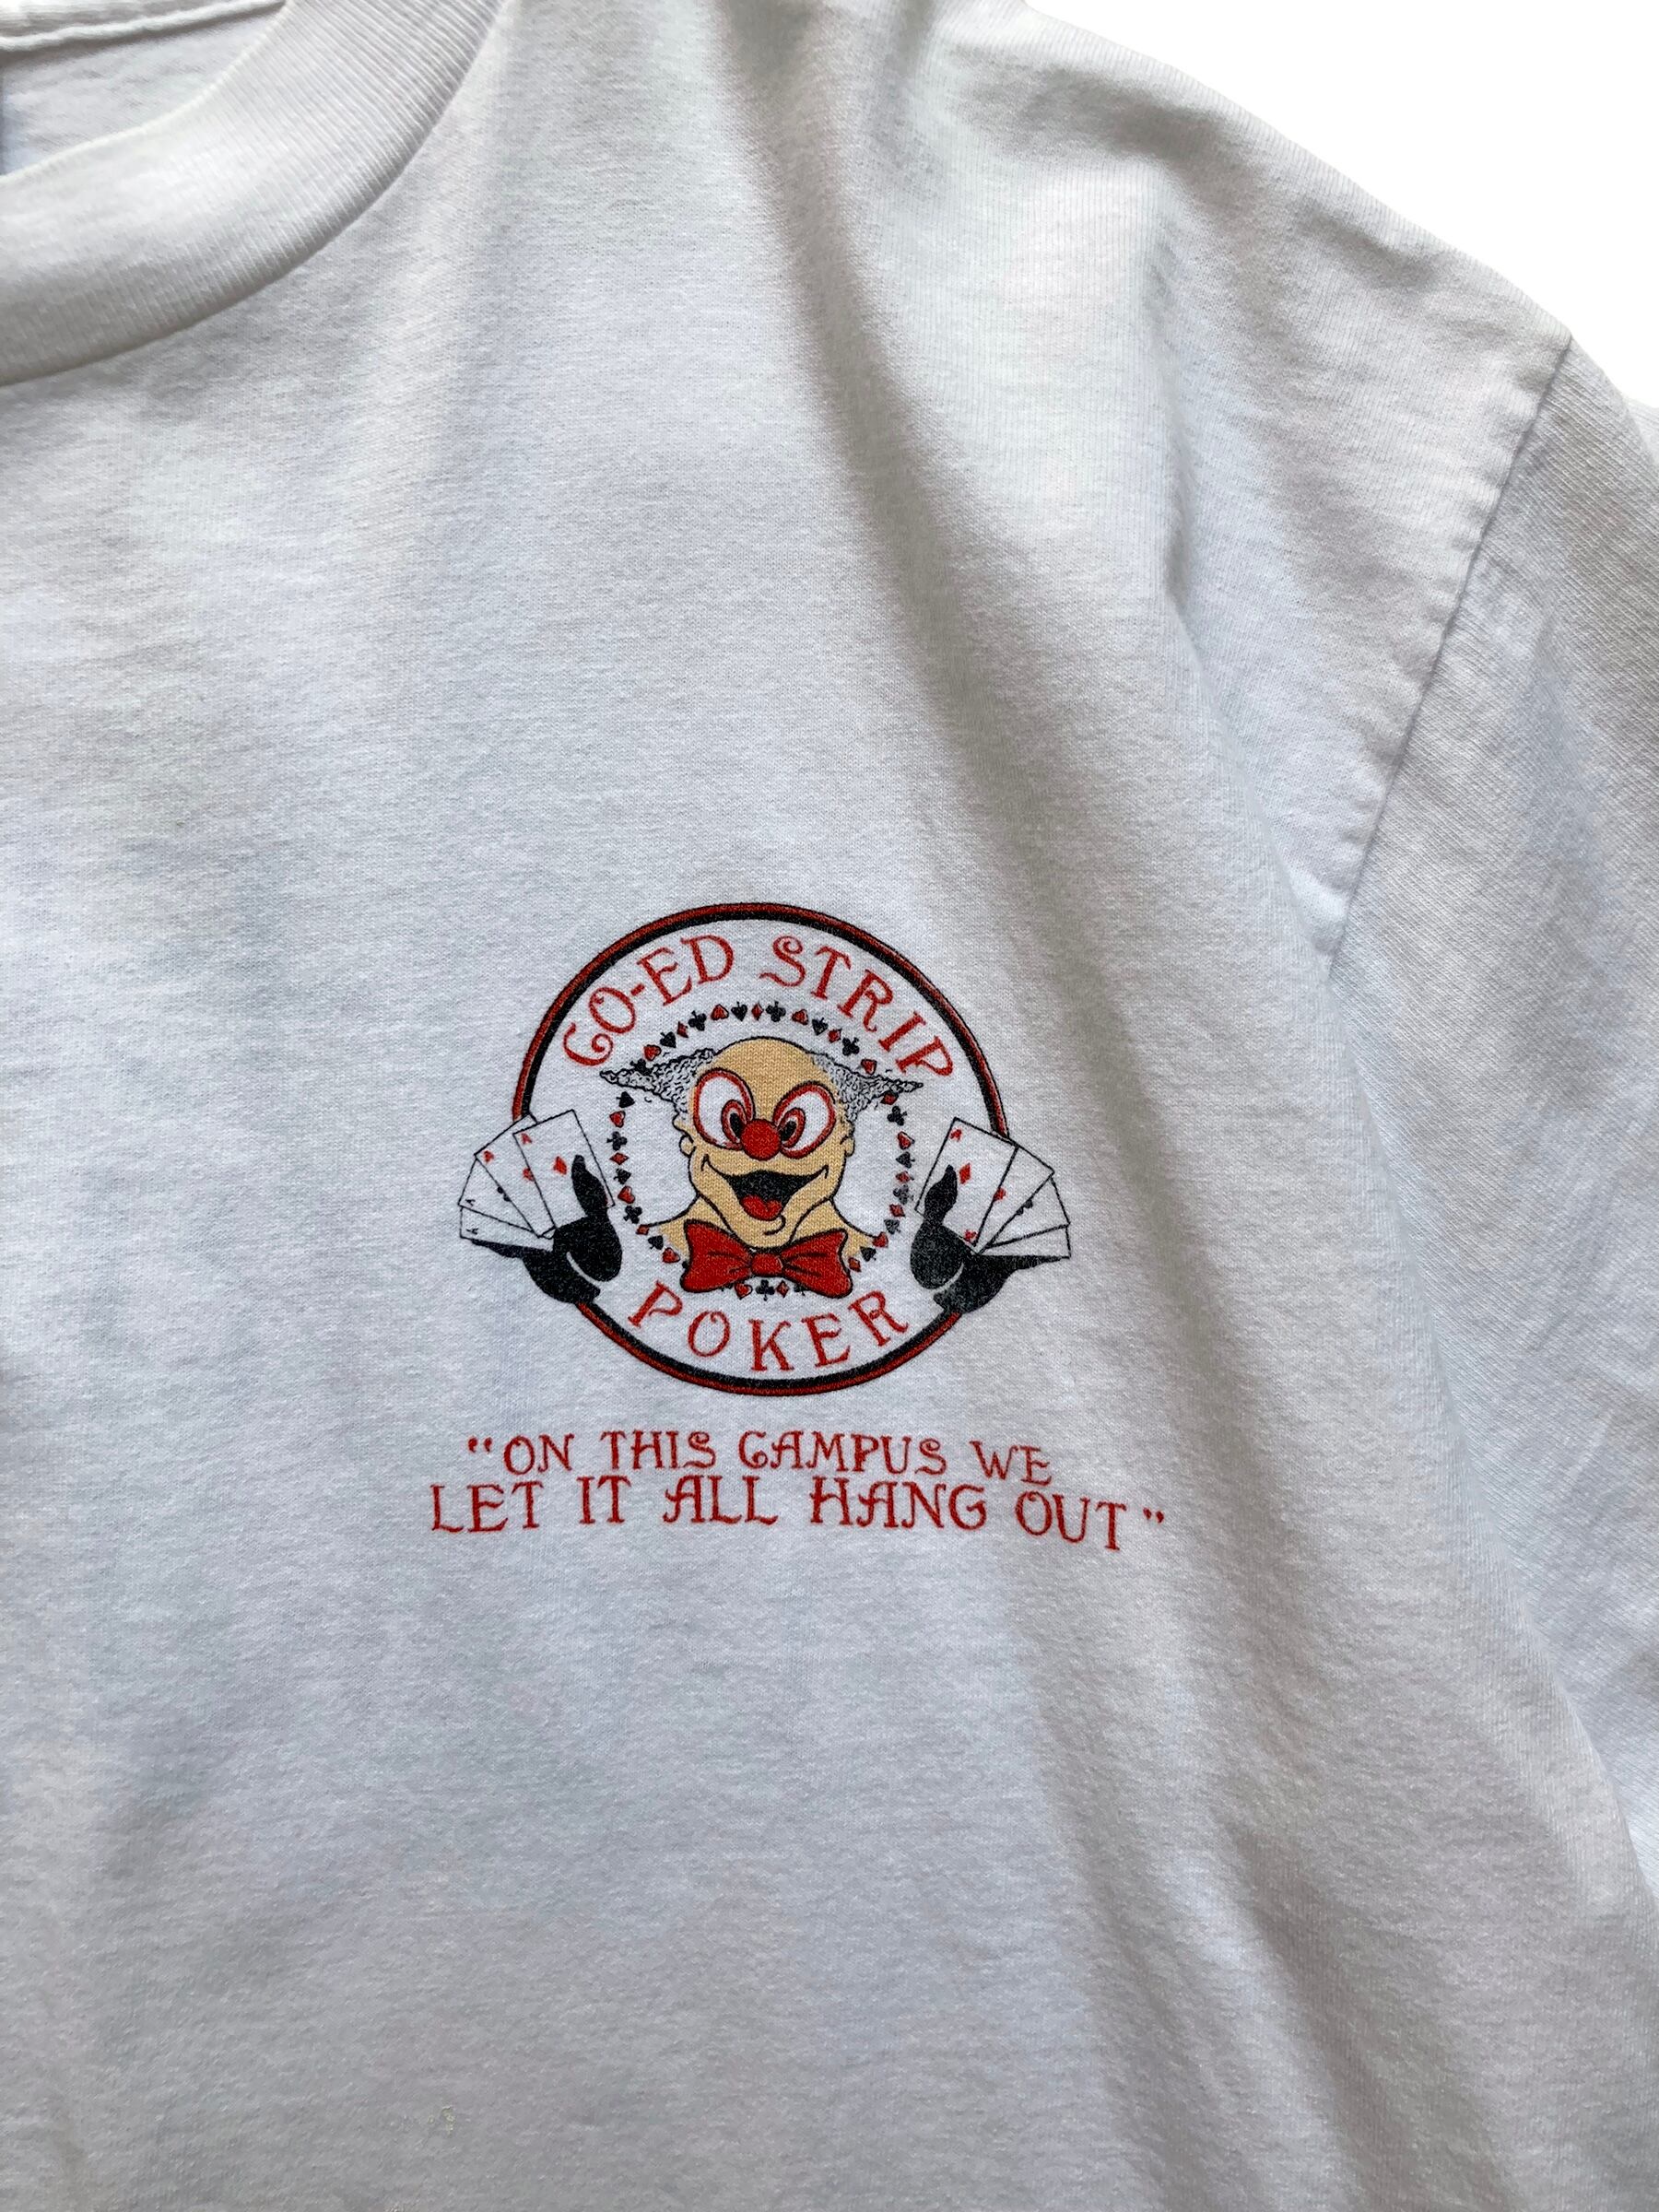 CO-ED STRIP
POKER
"ON THIS CAMPUS WE
LET IT ALL HANG OUT"